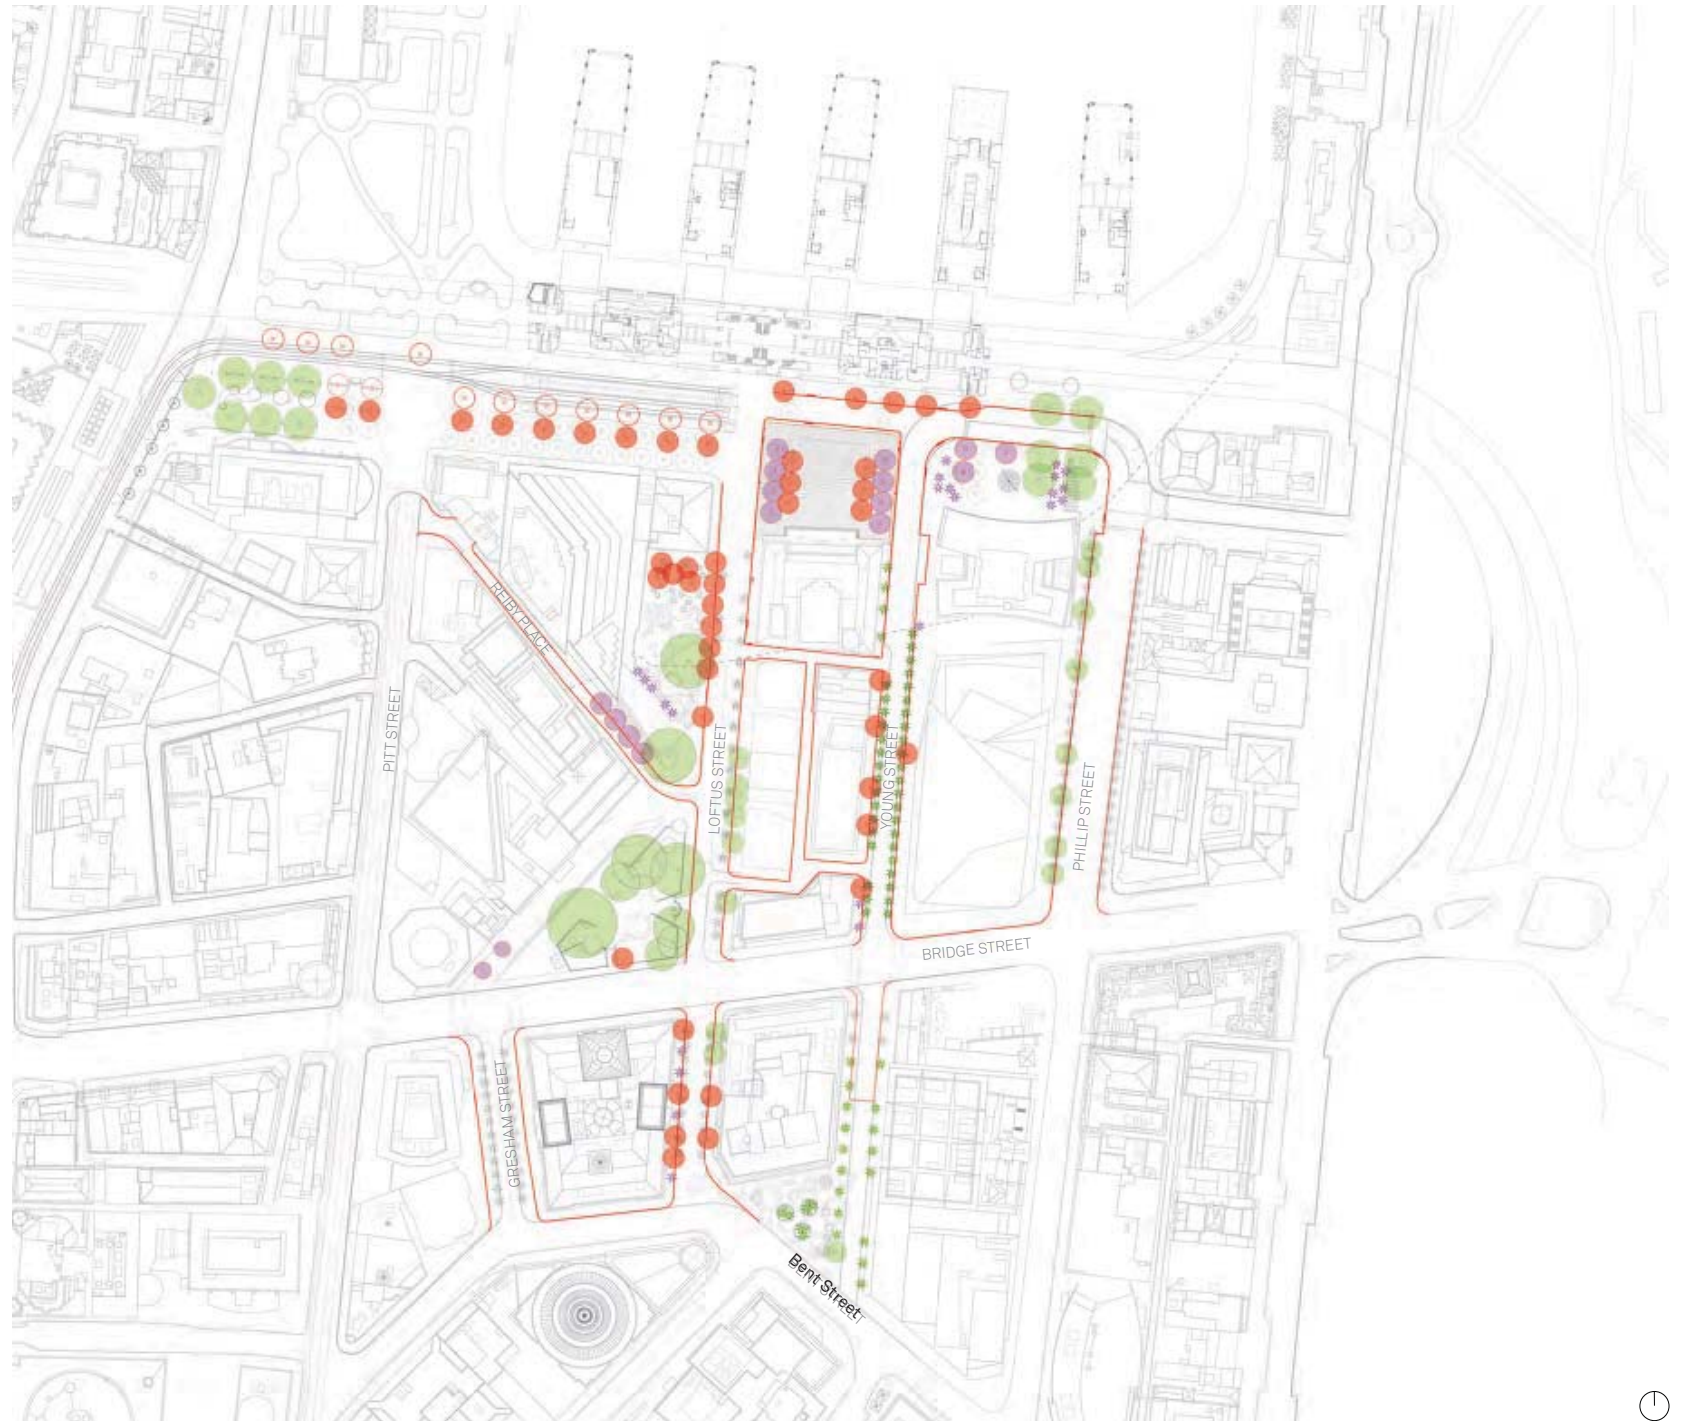 REIBY PLACE
PITT STREET
LOFTUS STREET
YOUNG STREET
PHILLIP STREET
BRIDGE STREET
GRESHAM STREET
Bent Street